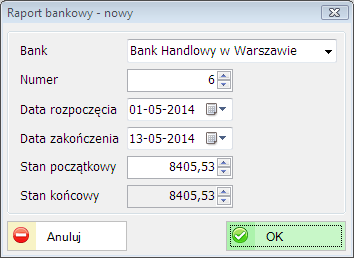 Raport bankowy - nowy
Bank Bank Handlowy w Warszawie
Numer 6
Data rozpoczęcia 01-05-2014
Data zakończenia 13-05-2014
Stan początkowy 8405,53
Stan końcowy 8405,53
Anuluj OK